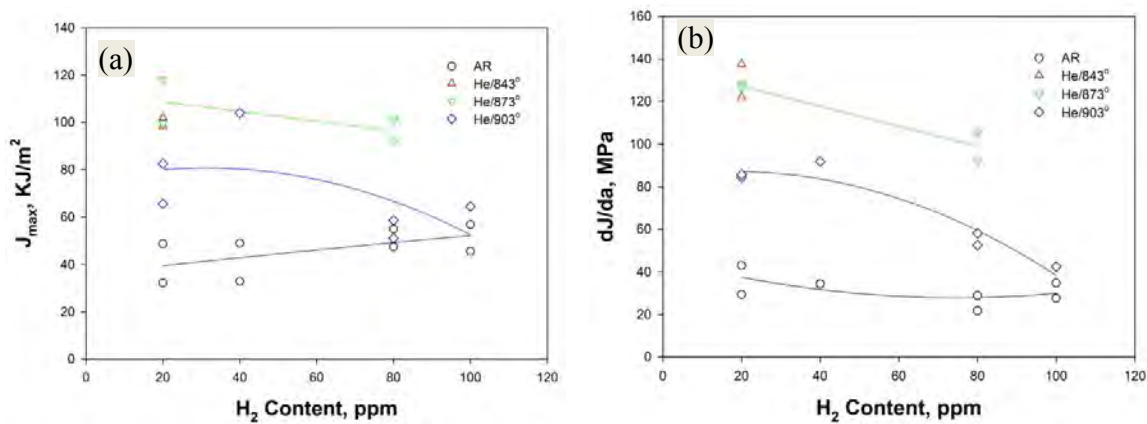 (a)
AR
He/843°
He/873°
He/903°
140
120
100
80
60
40
20
0
J_max, KJ/m²
0 20 40 60 80 100 120
H₂ Content, ppm
(b)
AR
He/843°
He/873°
He/903°
160
140
120
100
80
60
40
20
0
dJ/da, MPa
0 20 40 60 80 100 120
H₂ Content, ppm